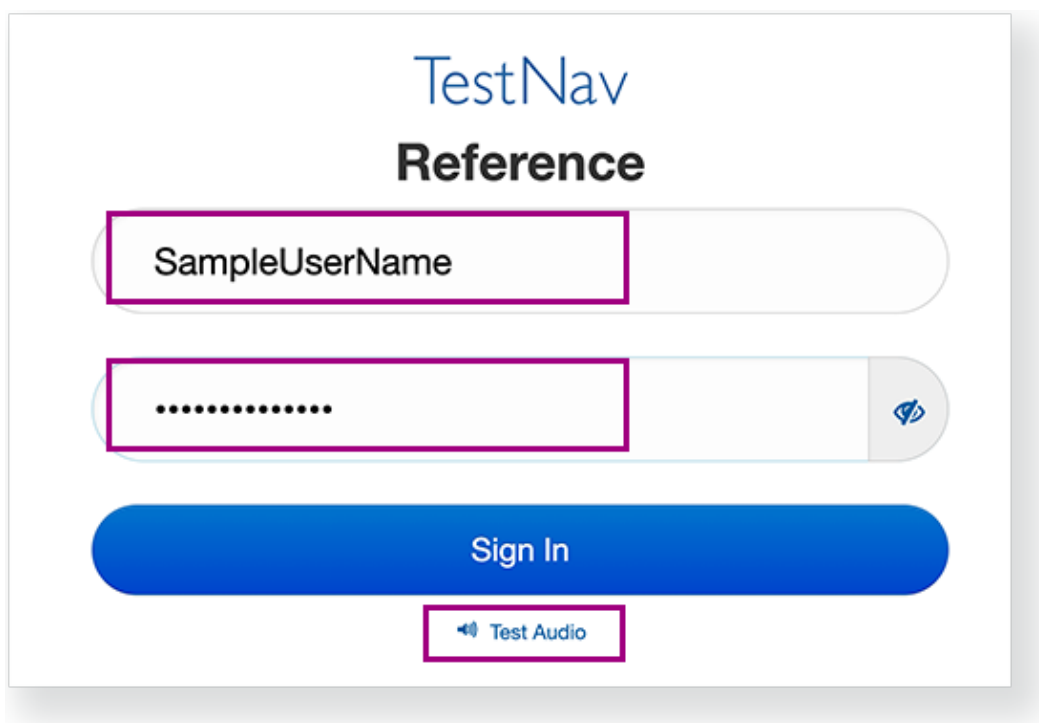 TestNav
Reference
SampleUserName
••••••••••••••
Sign In
Test Audio